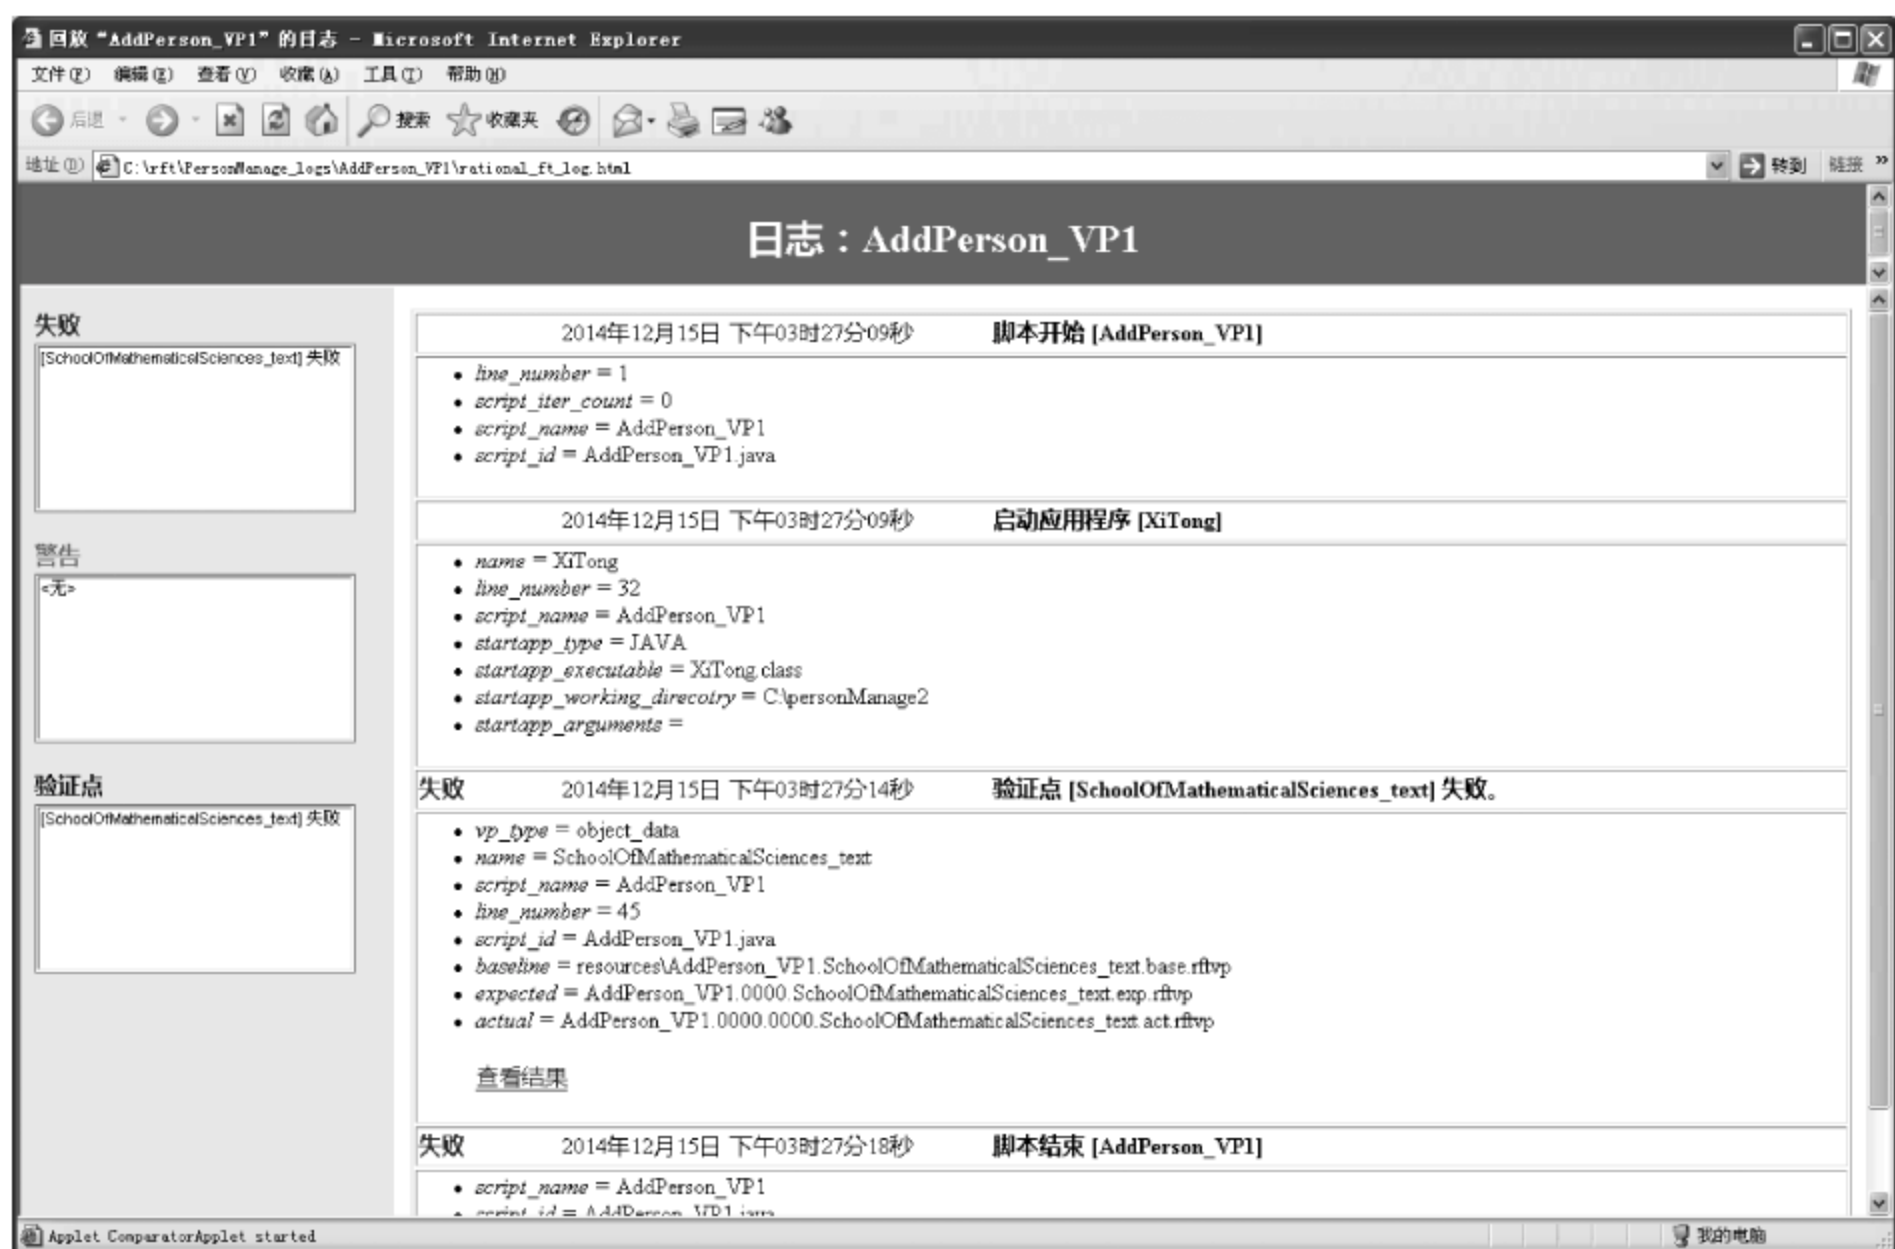 回放“AddPerson_VP1”的日志 - Microsoft Internet Explorer
文件(F) 编辑(E) 查看(V) 收藏(A) 工具(T) 帮助(H)
后退 搜索 收藏夹
地址(D) C:\rft\PersonManage_logs\AddPerson_VP1\rational_ft_log.html 转到 链接 »
日志：AddPerson_VP1
失败
[SchoolOfMathematicalSciences_text] 失败
警告
<无>
验证点
[SchoolOfMathematicalSciences_text] 失败
2014年12月15日 下午03时27分09秒 脚本开始 [AddPerson_VP1]
• line_number = 1
• script_iter_count = 0
• script_name = AddPerson_VP1
• script_id = AddPerson_VP1.java
2014年12月15日 下午03时27分09秒 启动应用程序 [XiTong]
• name = XiTong
• line_number = 32
• script_name = AddPerson_VP1
• startapp_type = JAVA
• startapp_executable = XiTong.class
• startapp_working_direcotry = C:\personManage2
• startapp_arguments =
失败 2014年12月15日 下午03时27分14秒 验证点 [SchoolOfMathematicalSciences_text] 失败。
• vp_type = object_data
• name = SchoolOfMathematicalSciences_text
• script_name = AddPerson_VP1
• line_number = 45
• script_id = AddPerson_VP1.java
• baseline = resources\AddPerson_VP1.SchoolOfMathematicalSciences_text.base.rftvp
• expected = AddPerson_VP1.0000.SchoolOfMathematicalSciences_text.exp.rftvp
• actual = AddPerson_VP1.0000.0000.SchoolOfMathematicalSciences_text.act.rftvp
查看结果
失败 2014年12月15日 下午03时27分18秒 脚本结束 [AddPerson_VP1]
• script_name = AddPerson_VP1
• script_id = AddPerson_VP1.java
Applet ComparatorApplet started 我的电脑